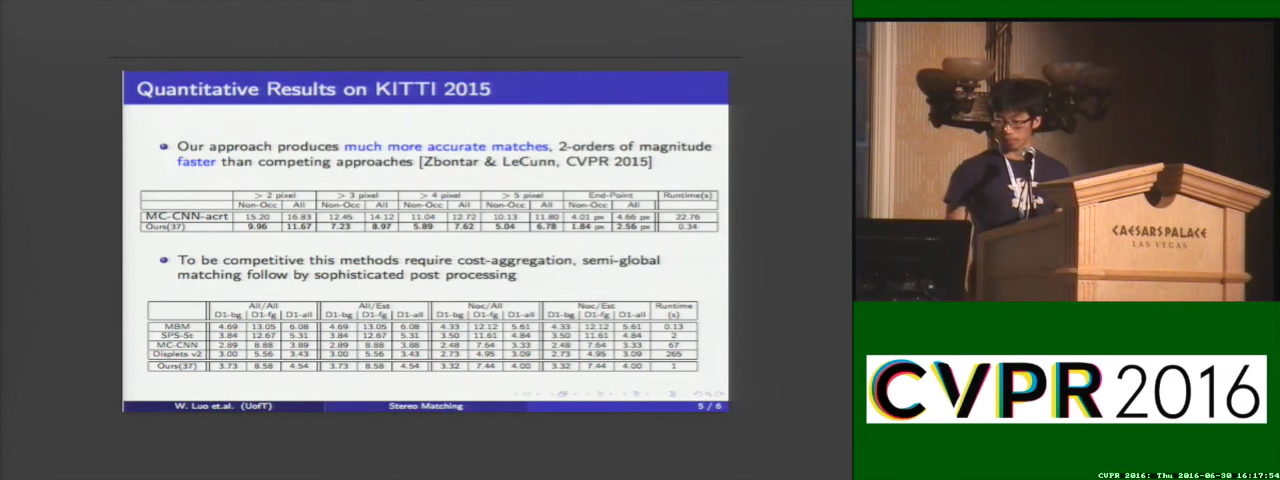 Quantitative Results on KITTI 2015
Our approach produces much more accurate matches, 2-orders of magnitude
faster than competing approaches [Zbontar & LeCunn, CVPR 2015]
> 2 pixel > 3 pixel > 4 pixel > 5 pixel End-Point Runtime(s)
Non-Occ All Non-Occ All Non-Occ All Non-Occ All Non-Occ All
MC-CNN-acrt 15.20 16.83 12.45 14.12 11.04 12.72 10.13 11.80 4.01 px 4.66 px 22.76
Ours(37) 9.96 11.67 7.23 8.97 5.89 7.62 5.04 6.78 1.84 px 2.56 px 0.34
To be competitive this methods require cost-aggregation, semi-global
matching follow by sophisticated post processing
All/All All/Est Noc/All Noc/Est Runtime
D1-bg D1-fg D1-all D1-bg D1-fg D1-all D1-bg D1-fg D1-all D1-bg D1-fg D1-all (s)
MBM 4.69 13.05 6.08 4.69 13.05 6.08 4.33 12.12 5.61 4.33 12.12 5.61 0.13
SPS-St 3.84 12.67 5.31 3.84 12.67 5.31 3.50 11.61 4.84 3.50 11.61 4.84 2
MC-CNN 2.89 8.88 3.89 2.89 8.88 3.88 2.48 7.64 3.33 2.48 7.64 3.33 67
Displets v2 3.00 5.56 3.43 3.00 5.56 3.43 2.73 4.95 3.09 2.73 4.95 3.09 265
Ours(37) 3.73 8.58 4.54 3.73 8.58 4.54 3.32 7.44 4.00 3.32 7.44 4.00 1
W. Luo et.al. (UofT) Stereo Matching 5 / 6
CAESARS PALACE
LAS VEGAS
CVPR 2016
CVPR 2016: Thu 2016-06-30 16:17:54